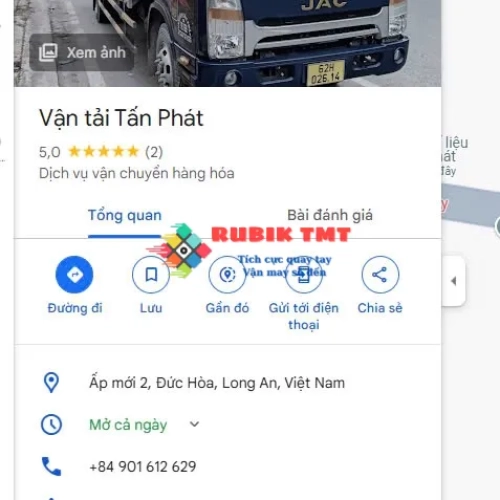 JAC
62H
026.14
Xem ảnh
Vận tải Tấn Phát
5,0 ★★★★★ (2)
Dịch vụ vận chuyển hàng hóa
Tổng quan
Bài đánh giá
RUBIK TMT
Tích cực quay tay
Vận may sẽ đến
Đường đi
Lưu
Gần đó
Gửi tới điện
thoại
Chia sẻ
Ấp mới 2, Đức Hòa, Long An, Việt Nam
Mở cả ngày
+84 901 612 629
liệu